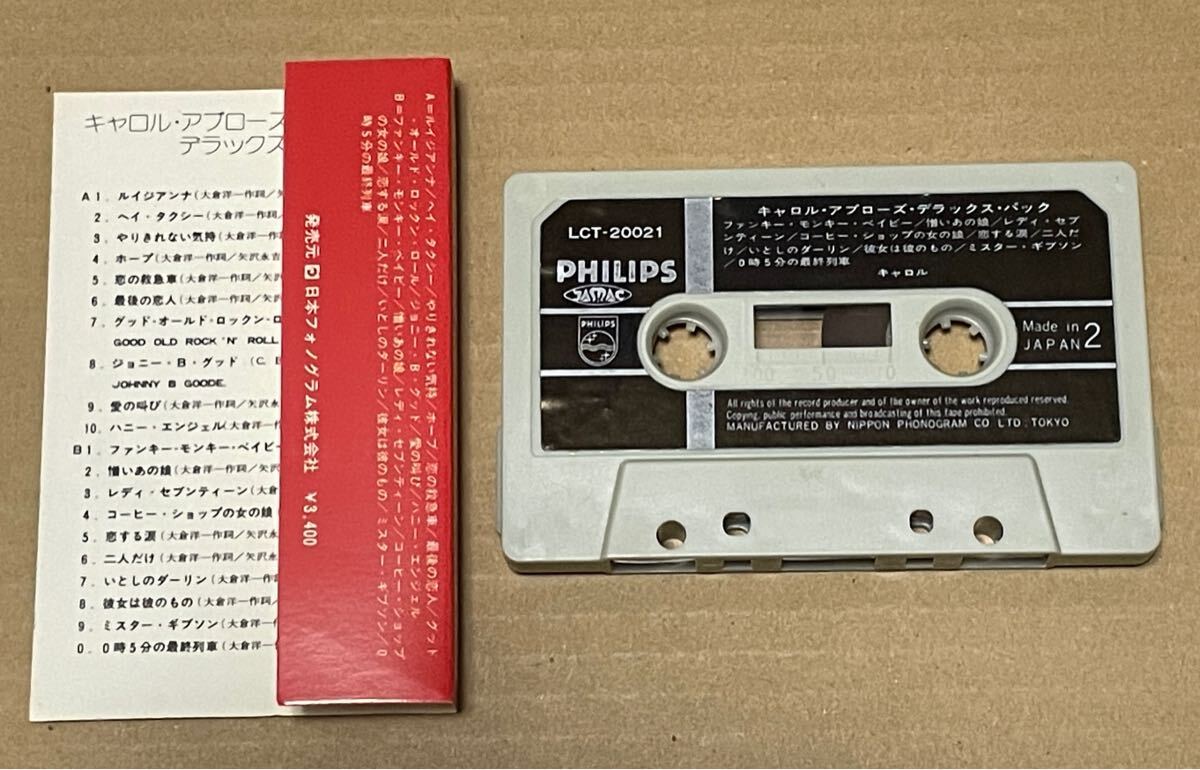 キャロル・アプローズ
デラックス
A 1. ルイジアンナ (大倉洋一作詞/矢
2. ヘイ・タクシー (大倉洋一作詞/
3. やりきれない気持 (大倉洋一作
4. ホープ (大倉洋一作詞/矢沢永吉
5. 恋の救急車 (大倉洋一作詞/矢沢
6. 最後の恋人 (大倉洋一作詞/矢沢
7. グッド・オールド・ロックン・ロ
GOOD OLD ROCK 'N' ROLL
8. ジョニー・B・グッド (C. B
JOHNNY B GOODE.
9. 愛の叫び (大倉洋一作詞/矢沢永
10. ハニー・エンジェル (大倉洋一作
B 1. ファンキー・モンキー・ベイビー
2. 憎いあの娘 (大倉洋一作詞/矢沢
3. レディ・セブンティーン (大倉
4. コーヒー・ショップの女の娘 (
5. 恋する涙 (大倉洋一作詞/矢沢永
6. 二人だけ (大倉洋一作詞/矢沢永
7. いとしのダーリン (大倉洋一作詞
8. 彼女は彼のもの (大倉洋一作詞/
9. ミスター・ギブソン (大倉洋一作
0. 0時5分の最終列車 (大倉洋一作
A=ルイジアンナ/ヘイ・タクシー/やりきれない気持/ホープ/恋の救急車/最後の恋人/グッド
・オールド・ロックン・ロール/ジョニー・B・グッド/愛の叫び/ハニー・エンジェル
B=ファンキー・モンキー・ベイビー/憎いあの娘/レディ・セブンティーン/コーヒー・ショップ
の女の娘/恋する涙/二人だけ/いとしのダーリン/彼女は彼のもの/ミスター・ギブソン/0
時5分の最終列車
発売元 日本フォノグラム株式会社 ¥3,400
LCT-20021
PHILIPS
JASRAC
PHILIPS
キャロル・アプローズ・デラックス・パック
ファンキー・モンキー・ベイビー/憎いあの娘/レディ・セブ
ンティーン/コーヒー・ショップの女の娘/恋する涙/二人だ
け/いとしのダーリン/彼女は彼のもの/ミスター・ギブソン
/0時5分の最終列車
キャロル
Made in
JAPAN 2
100 50 0
All rights of the record producer and of the owner of the work reproduced reserved.
Copying, public performance and broadcasting of this tape prohibited.
MANUFACTURED BY NIPPON PHONOGRAM CO LTD. TOKYO